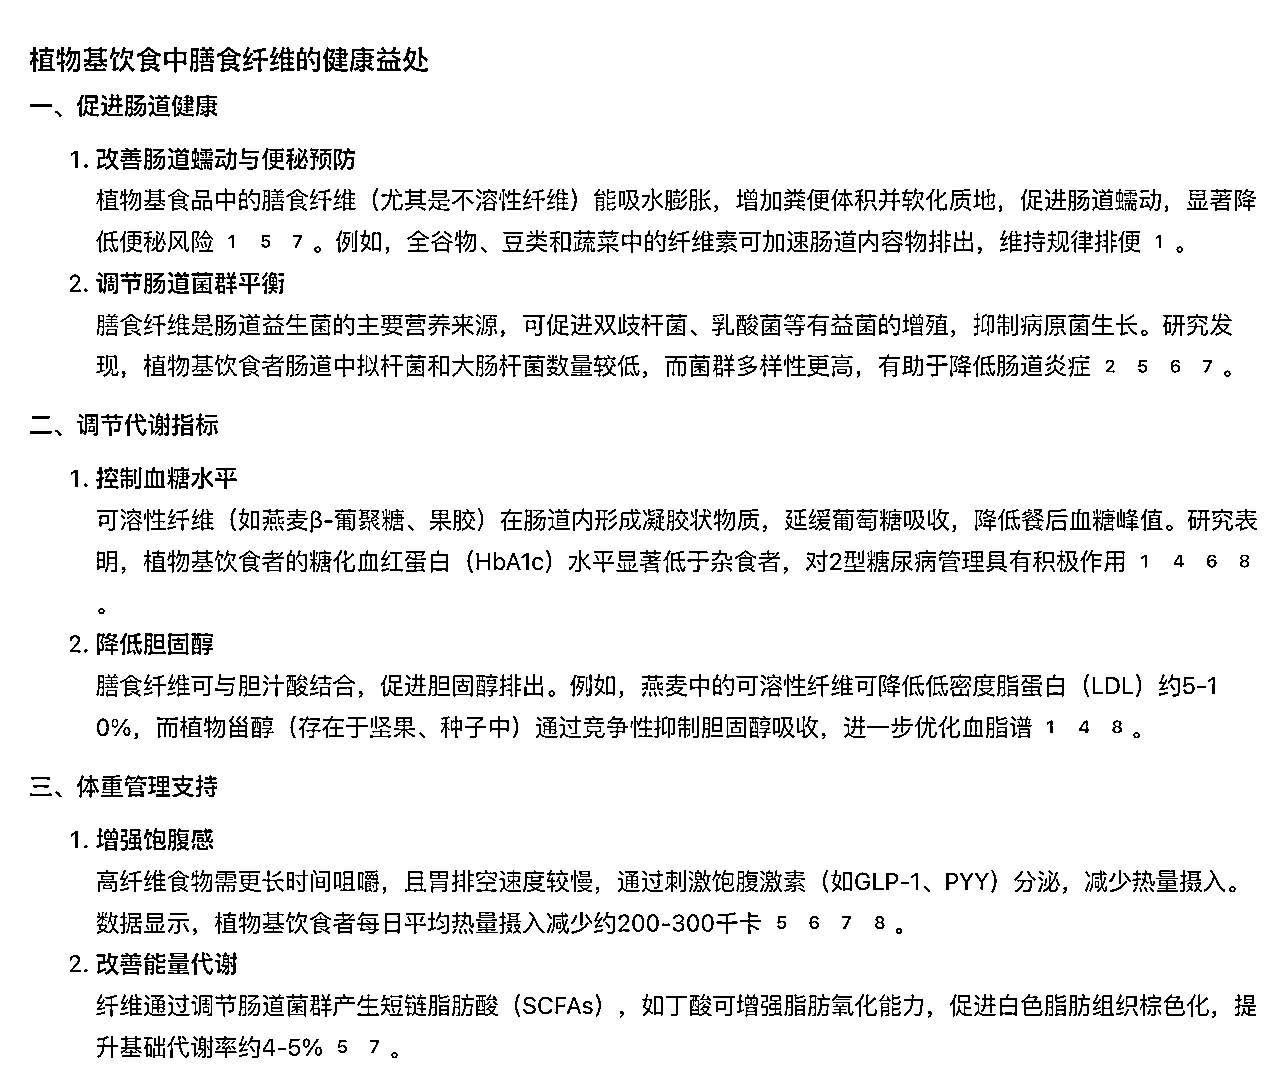 植物基饮食中膳食纤维的健康益处
一、促进肠道健康
1. 改善肠道蠕动与便秘预防
植物基食品中的膳食纤维（尤其是不溶性纤维）能吸水膨胀，增加粪便体积并软化质地，促进肠道蠕动，显著降
低便秘风险 1 5 7 。例如，全谷物、豆类和蔬菜中的纤维素可加速肠道内容物排出，维持规律排便 1 。
2. 调节肠道菌群平衡
膳食纤维是肠道益生菌的主要营养来源，可促进双歧杆菌、乳酸菌等有益菌的增殖，抑制病原菌生长。研究发
现，植物基饮食者肠道中拟杆菌和大肠杆菌数量较低，而菌群多样性更高，有助于降低肠道炎症 2 5 6 7 。
二、调节代谢指标
1. 控制血糖水平
可溶性纤维（如燕麦β-葡聚糖、果胶）在肠道内形成凝胶状物质，延缓葡萄糖吸收，降低餐后血糖峰值。研究表
明，植物基饮食者的糖化血红蛋白（HbA1c）水平显著低于杂食者，对2型糖尿病管理具有积极作用 1 4 6 8
。
2. 降低胆固醇
膳食纤维可与胆汁酸结合，促进胆固醇排出。例如，燕麦中的可溶性纤维可降低低密度脂蛋白（LDL）约5-1
0%，而植物甾醇（存在于坚果、种子中）通过竞争性抑制胆固醇吸收，进一步优化血脂谱 1 4 8 。
三、体重管理支持
1. 增强饱腹感
高纤维食物需更长时间咀嚼，且胃排空速度较慢，通过刺激饱腹激素（如GLP-1、PYY）分泌，减少热量摄入。
数据显示，植物基饮食者每日平均热量摄入减少约200-300千卡 5 6 7 8 。
2. 改善能量代谢
纤维通过调节肠道菌群产生短链脂肪酸（SCFAs），如丁酸可增强脂肪氧化能力，促进白色脂肪组织棕色化，提
升基础代谢率约4-5% 5 7 。